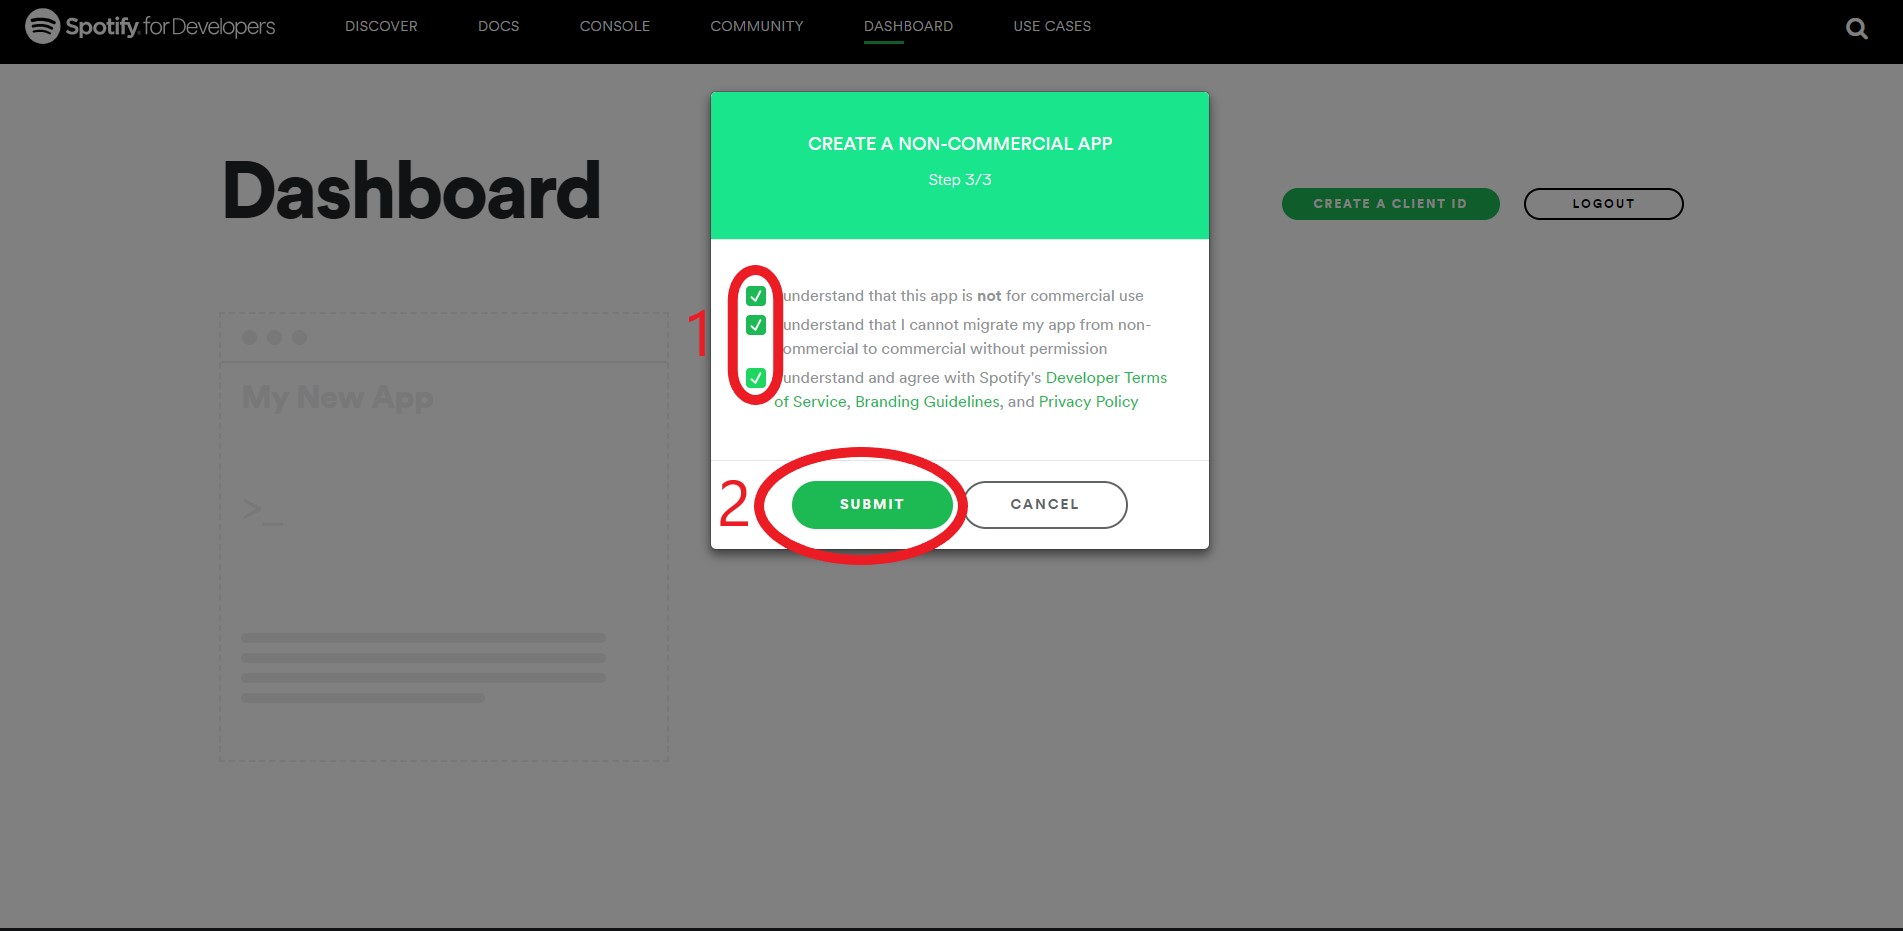 Spotify for Developers
DISCOVER
DOCS
CONSOLE
COMMUNITY
DASHBOARD
USE CASES
Dashboard
CREATE A CLIENT ID
LOGOUT
My New App
>_
CREATE A NON-COMMERCIAL APP
Step 3/3
1
understand that this app is not for commercial use
understand that I cannot migrate my app from non-
ommercial to commercial without permission
understand and agree with Spotify's Developer Terms
of Service, Branding Guidelines, and Privacy Policy
2
SUBMIT
CANCEL